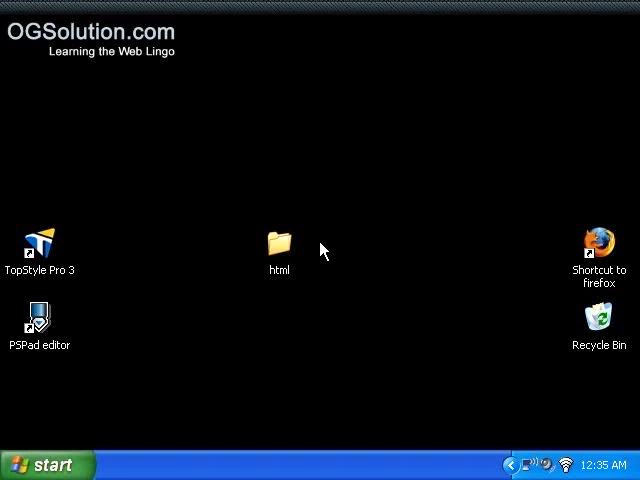 OGSolution.com
Learning the Web Lingo
TopStyle Pro 3
html
Shortcut to
firefox
PSPad editor
Recycle Bin
start
12:35 AM